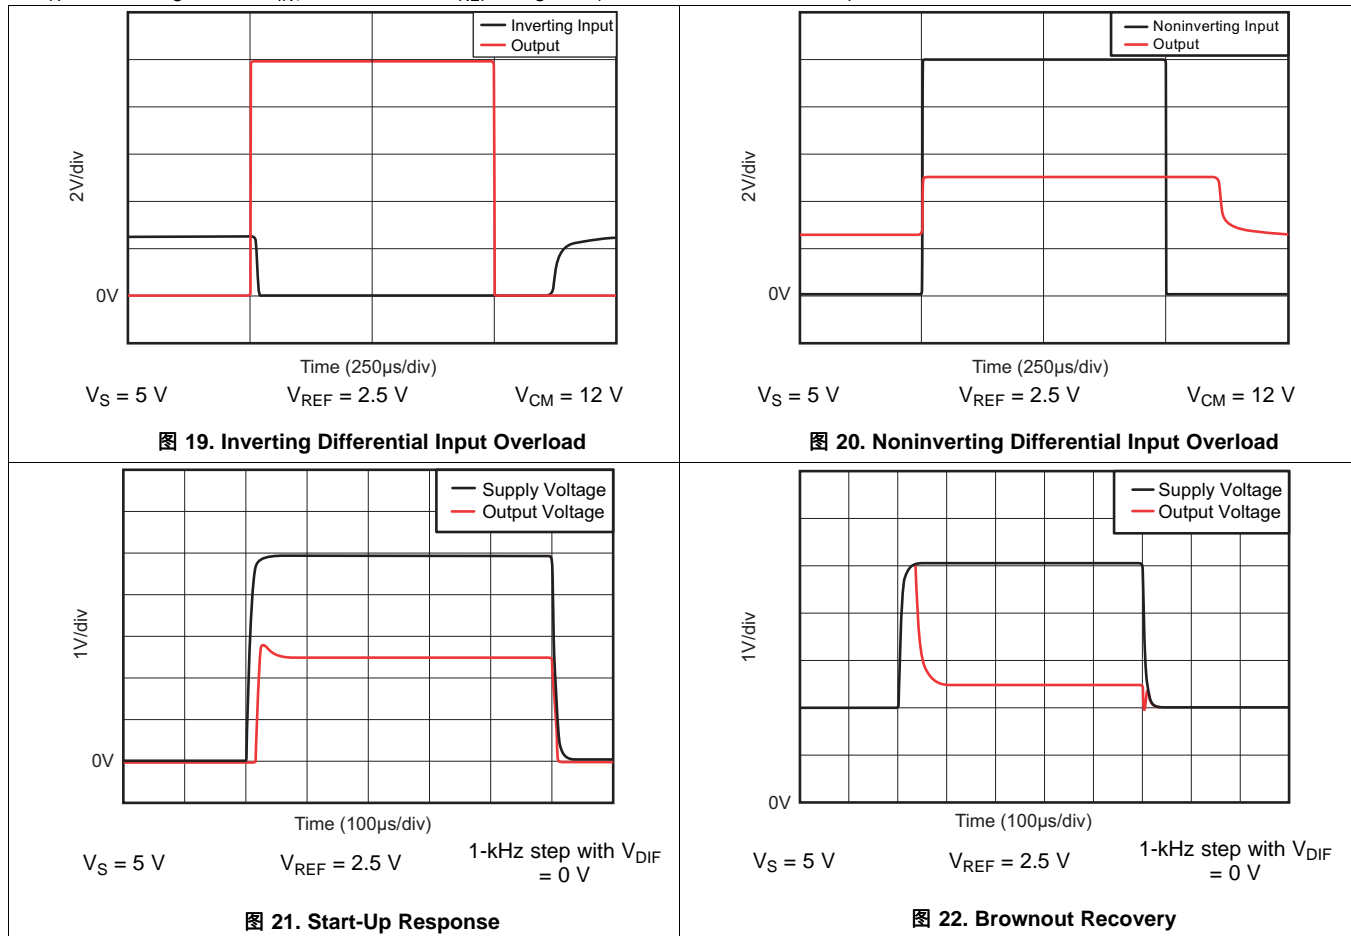 Inverting Input
Output
2V/div
0V
Time (250µs/div)
VS = 5 V VREF = 2.5 V VCM = 12 V
图 19. Inverting Differential Input Overload
Noninverting Input
Output
2V/div
0V
Time (250µs/div)
VS = 5 V VREF = 2.5 V VCM = 12 V
图 20. Noninverting Differential Input Overload
Supply Voltage
Output Voltage
1V/div
0V
Time (100µs/div)
VS = 5 V VREF = 2.5 V 1-kHz step with VDIF
= 0 V
图 21. Start-Up Response
Supply Voltage
Output Voltage
1V/div
0V
Time (100µs/div)
VS = 5 V VREF = 2.5 V 1-kHz step with VDIF
= 0 V
图 22. Brownout Recovery